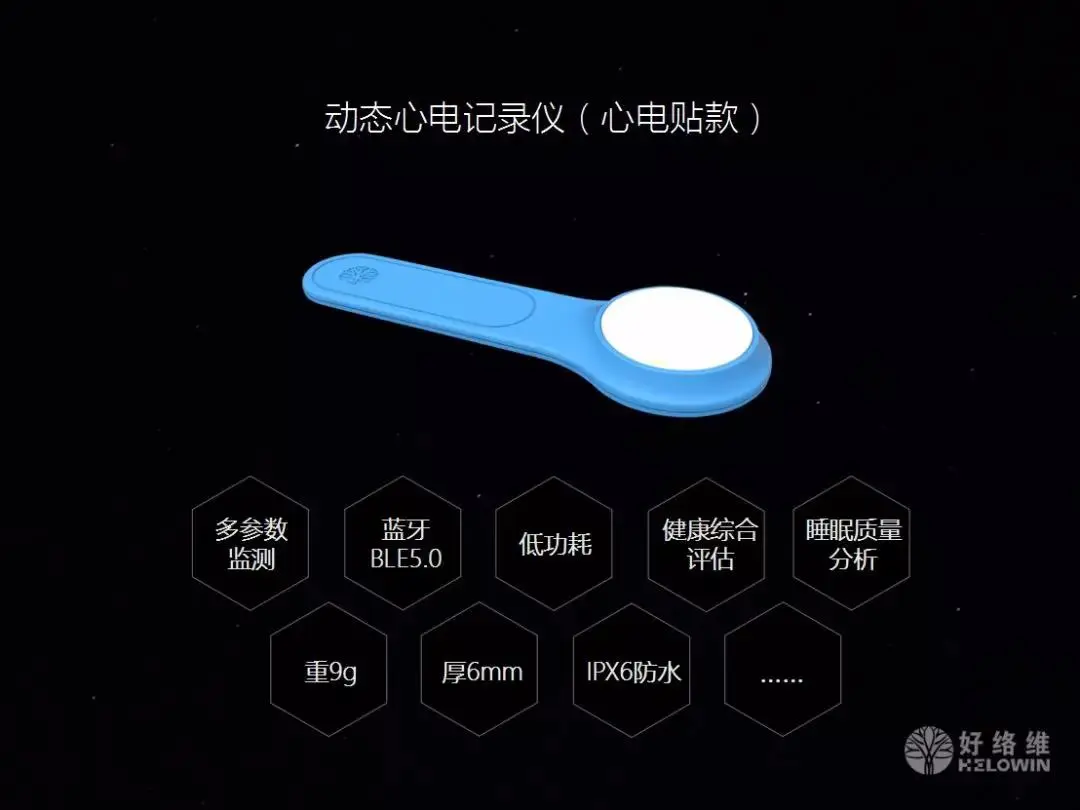 动态心电记录仪（心电贴款）
多参数
监测
蓝牙
BLE5.0
低功耗
健康综合
评估
睡眠质量
分析
重9g
厚6mm
IPX6防水
......
好络维
HELOWIN